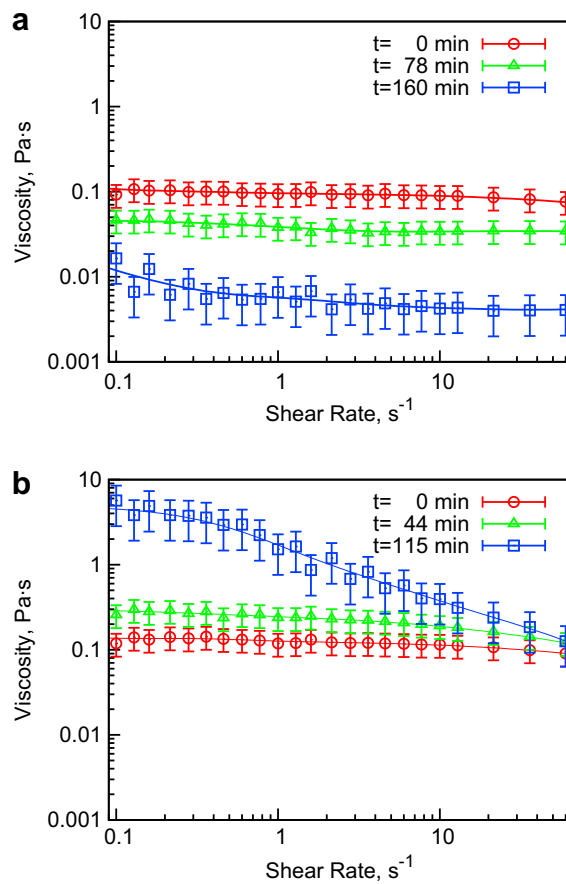 a
10
1
0.1
0.01
0.001
Viscosity, Pa·s
t= 0 min
t= 78 min
t=160 min
0.1
1
10
Shear Rate, s⁻¹
b
10
1
0.1
0.01
0.001
Viscosity, Pa·s
t= 0 min
t= 44 min
t=115 min
0.1
1
10
Shear Rate, s⁻¹